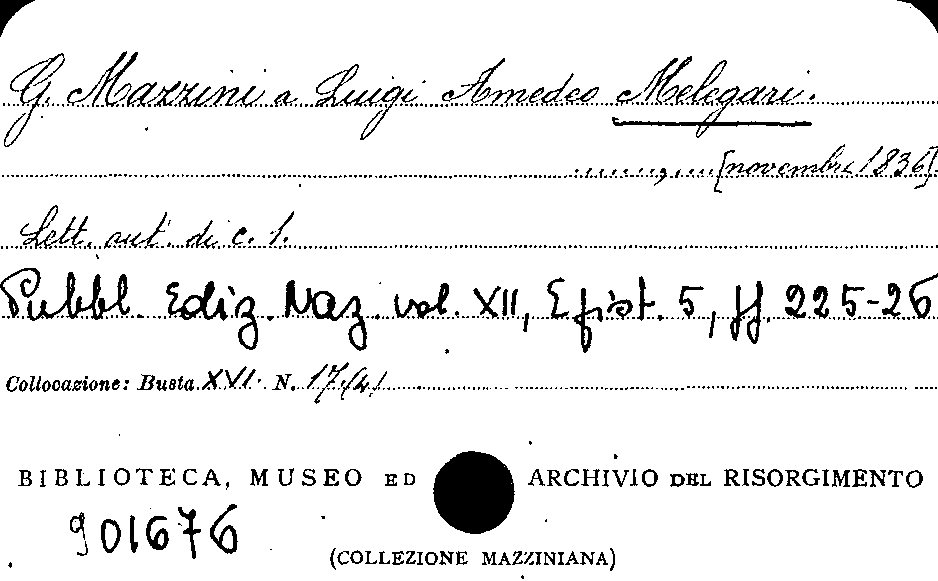 G. Mazzini a Luigi Amedeo Melegari.
........, .... [novembre 1836]
Lett. aut. di c. 1.
Pubbl. Ediz. Naz. vol. XII, Epist. 5, pp. 225-26
Collocazione: Busta XVI. N. 17/41
BIBLIOTECA, MUSEO ED ARCHIVIO DEL RISORGIMENTO
901676
(COLLEZIONE MAZZINIANA)